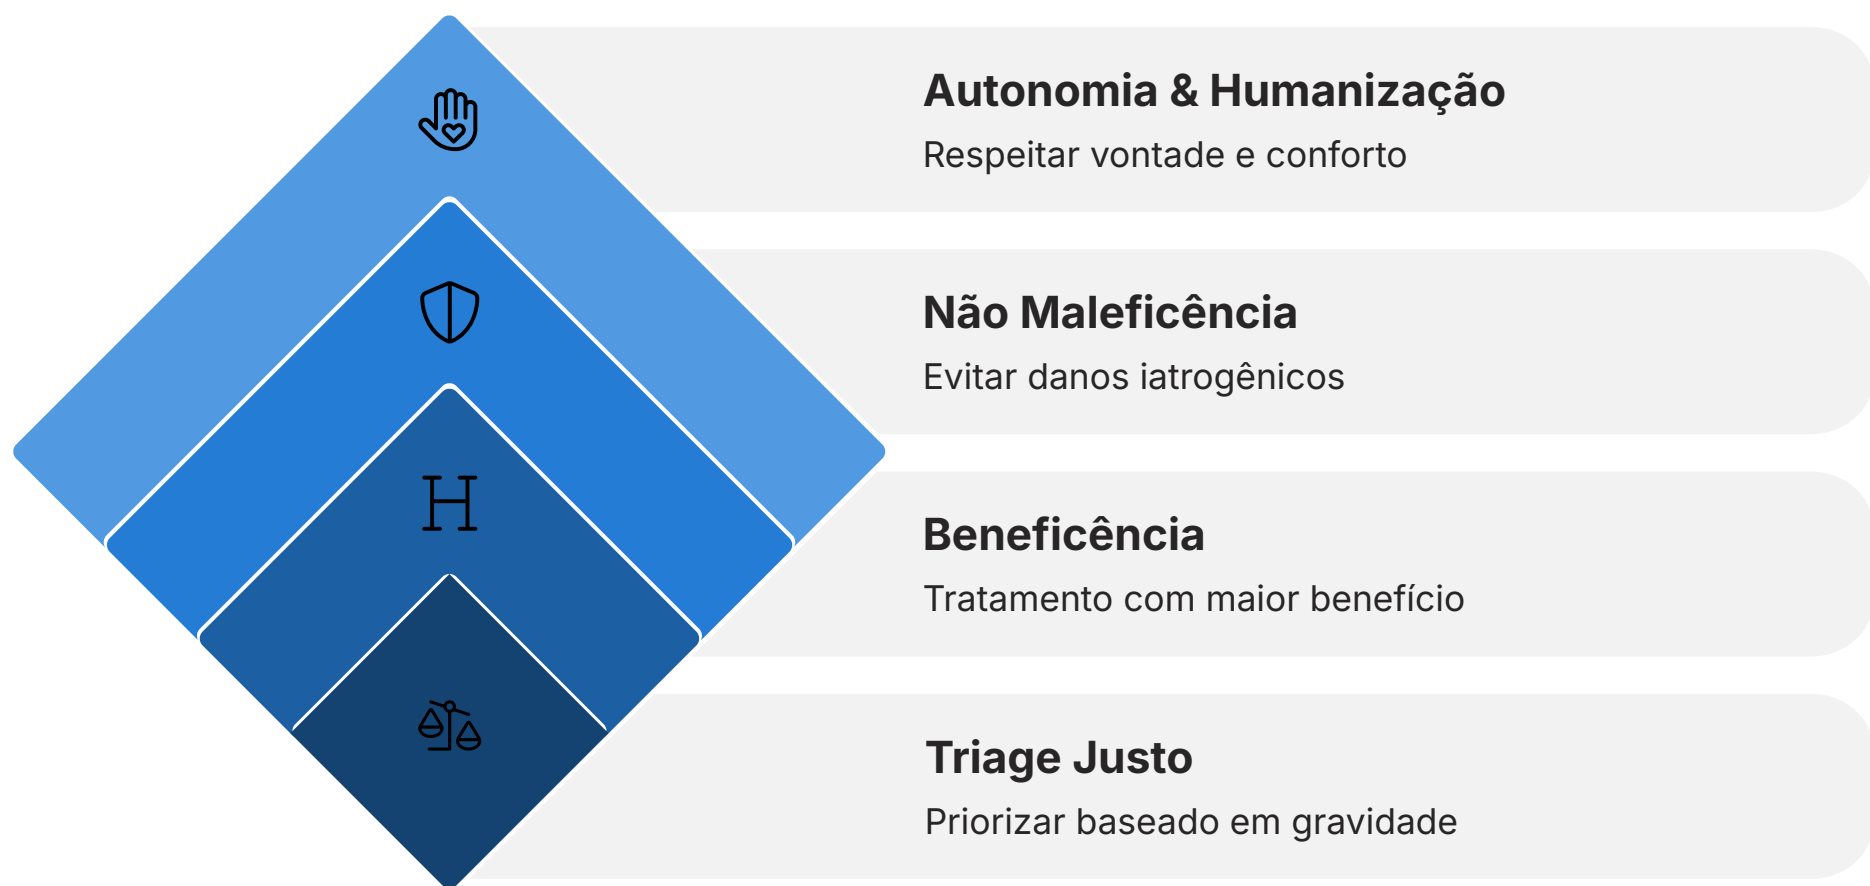 Autonomia & Humanização
Respeitar vontade e conforto
Não Maleficência
Evitar danos iatrogênicos
H
Beneficência
Tratamento com maior benefício
Triage Justo
Priorizar baseado em gravidade